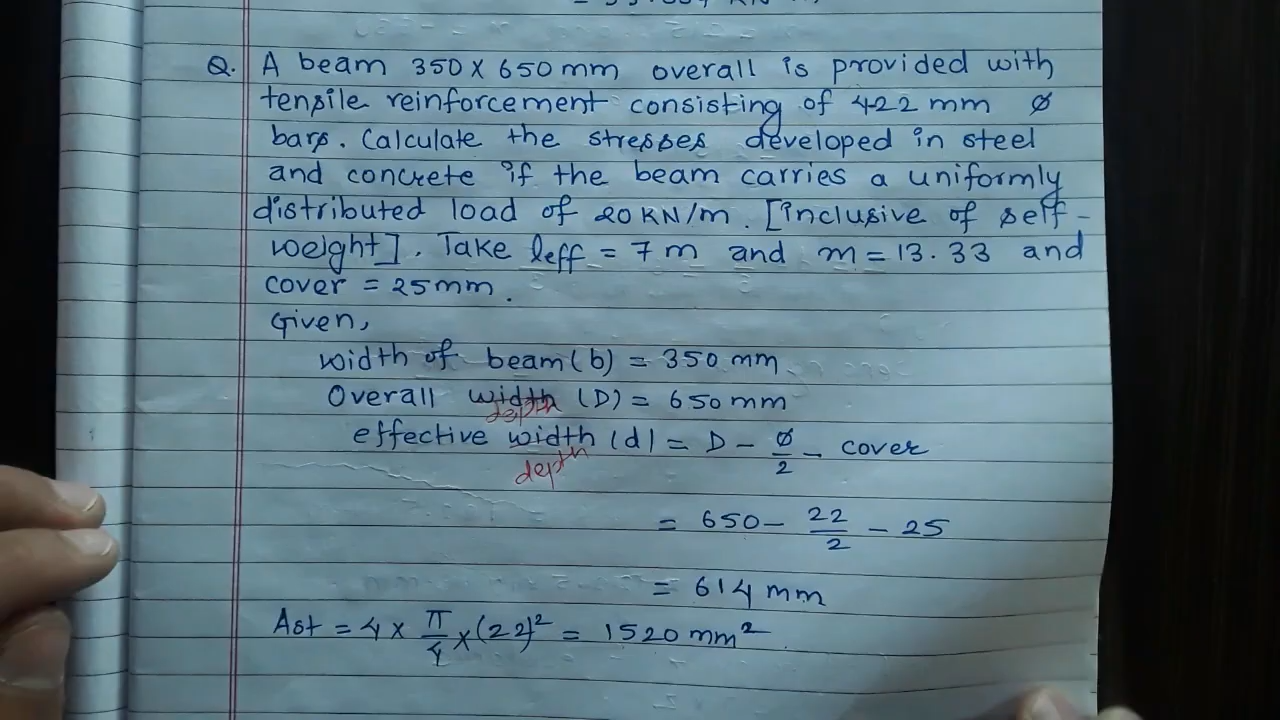 Q. A beam 350 x 650 mm overall is provided with
tensile reinforcement consisting of 422 mm ø
bars. Calculate the stresses developed in steel
and concrete if the beam carries a uniformly
distributed load of 20 KN/m. [inclusive of self-
weight]. Take leff = 7 m and m = 13.33 and
cover = 25 mm.
Given,
width of beam (b) = 350 mm
Overall width (D) = 650 mm
depth
effective width (d) = D - ø/2 - cover
depth
= 650 - 22/2 - 25
= 614 mm
Ast = 4 x π/4 x (22)² = 1520 mm²